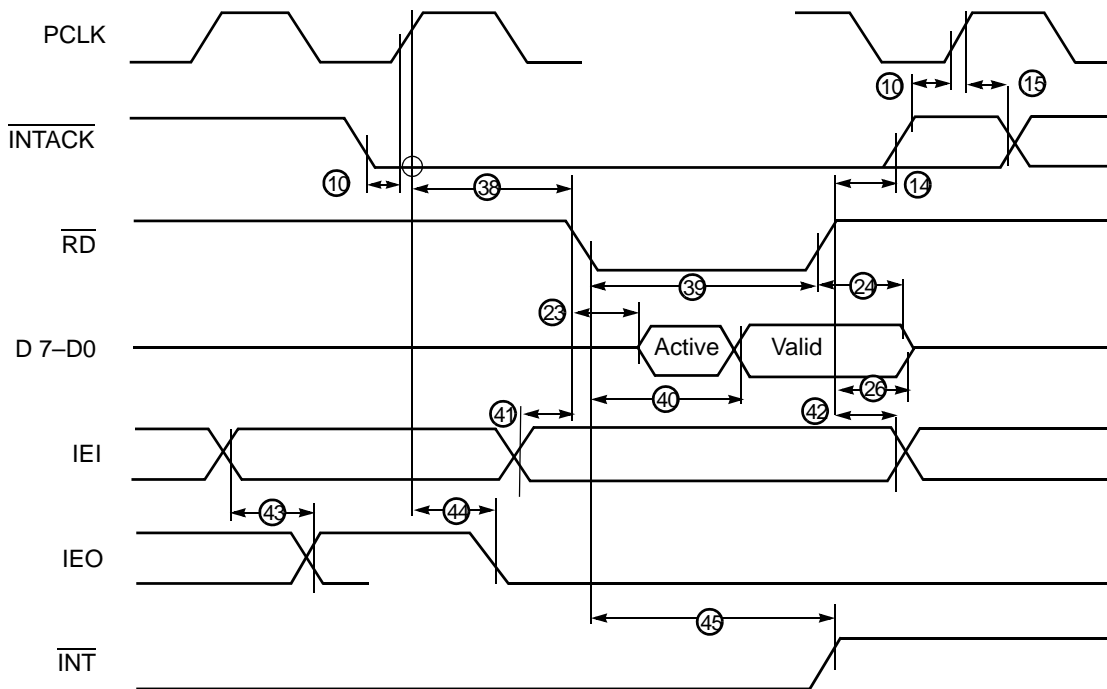 PCLK
10
15
INTACK
10
38
14
RD
39
24
23
D 7–D0
Active
Valid
26
40
41
42
IEI
43
44
IEO
45
INT